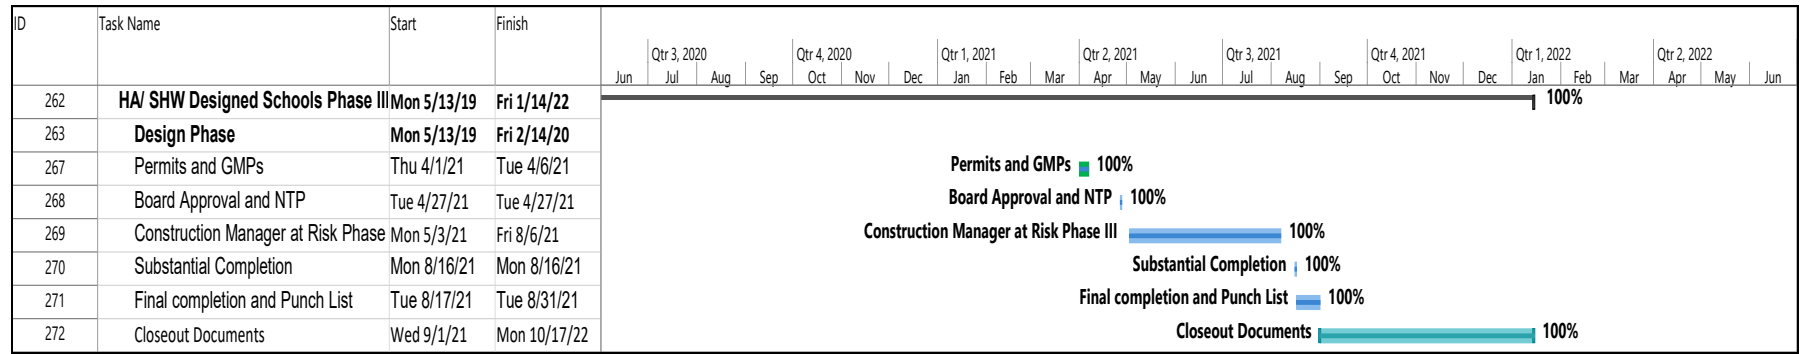 ID Task Name Start Finish
Qtr 3, 2020 Qtr 4, 2020 Qtr 1, 2021 Qtr 2, 2021 Qtr 3, 2021 Qtr 4, 2021 Qtr 1, 2022 Qtr 2, 2022
Jun Jul Aug Sep Oct Nov Dec Jan Feb Mar Apr May Jun Jul Aug Sep Oct Nov Dec Jan Feb Mar Apr May Jun
262 HA/ SHW Designed Schools Phase III Mon 5/13/19 Fri 1/14/22 100%
263 Design Phase Mon 5/13/19 Fri 2/14/20
267 Permits and GMPs Thu 4/1/21 Tue 4/6/21 Permits and GMPs 100%
268 Board Approval and NTP Tue 4/27/21 Tue 4/27/21 Board Approval and NTP 100%
269 Construction Manager at Risk Phase Mon 5/3/21 Fri 8/6/21 Construction Manager at Risk Phase III 100%
270 Substantial Completion Mon 8/16/21 Mon 8/16/21 Substantial Completion 100%
271 Final completion and Punch List Tue 8/17/21 Tue 8/31/21 Final completion and Punch List 100%
272 Closeout Documents Wed 9/1/21 Mon 10/17/22 Closeout Documents 100%